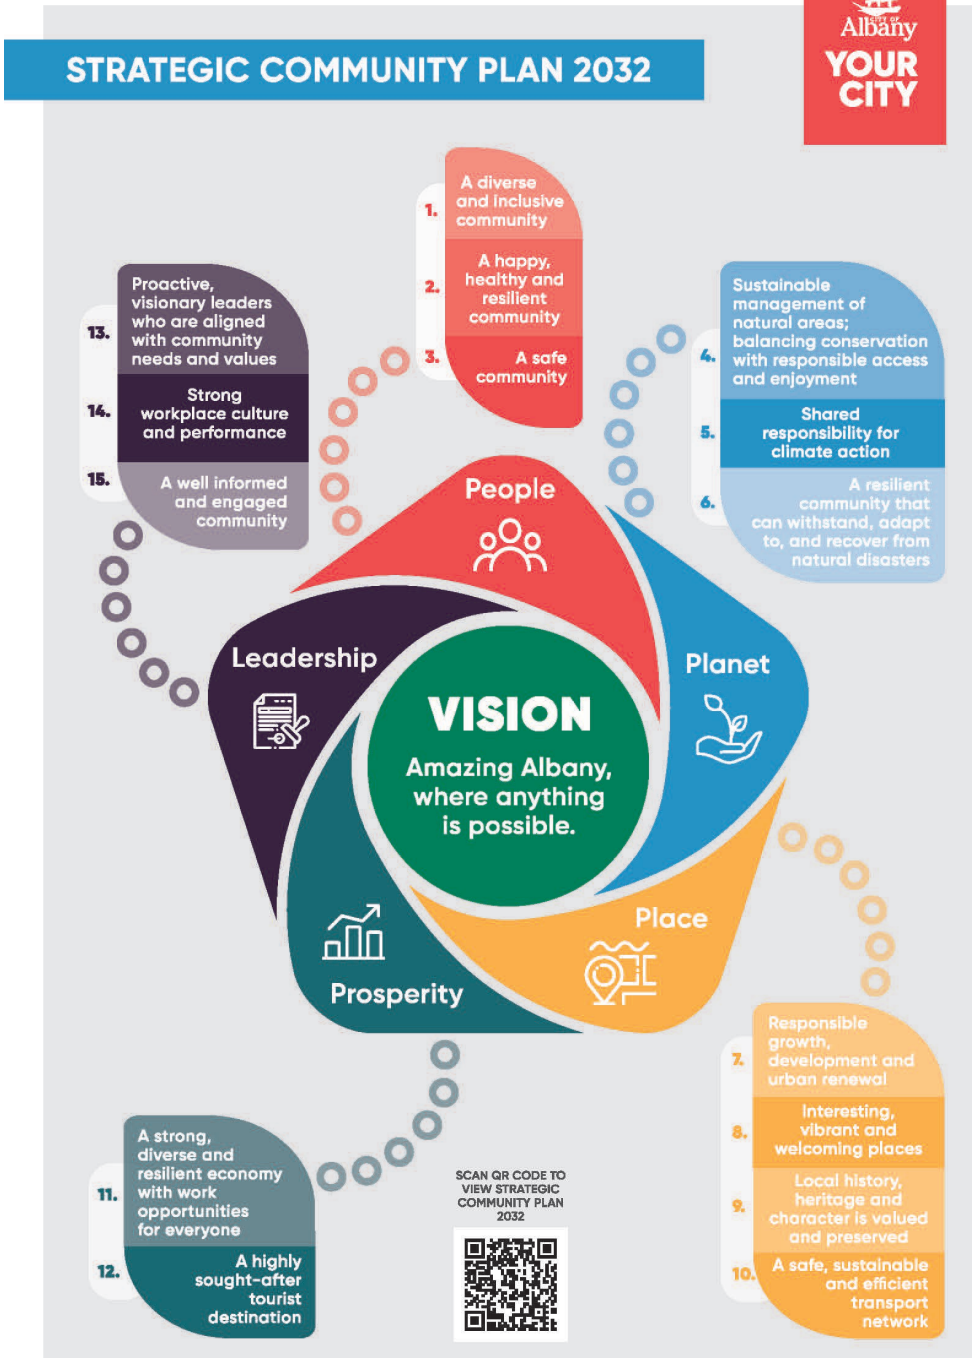 CITY OF
Albany
YOUR
CITY
STRATEGIC COMMUNITY PLAN 2032
1.
A diverse
and inclusive
community
2.
A happy,
healthy and
resilient
community
3.
A safe
community
13.
Proactive,
visionary leaders
who are aligned
with community
needs and values
14.
Strong
workplace culture
and performance
15.
A well informed
and engaged
community
4.
Sustainable
management of
natural areas;
balancing conservation
with responsible access
and enjoyment
5.
Shared
responsibility for
climate action
6.
A resilient
community that
can withstand, adapt
to, and recover from
natural disasters
People
Leadership
Planet
VISION
Amazing Albany,
where anything
is possible.
Place
Prosperity
7.
Responsible
growth,
development and
urban renewal
8.
Interesting,
vibrant and
welcoming places
9.
Local history,
heritage and
character is valued
and preserved
10.
A safe, sustainable
and efficient
transport
network
11.
A strong,
diverse and
resilient economy
with work
opportunities
for everyone
12.
A highly
sought-after
tourist
destination
SCAN QR CODE TO
VIEW STRATEGIC
COMMUNITY PLAN
2032